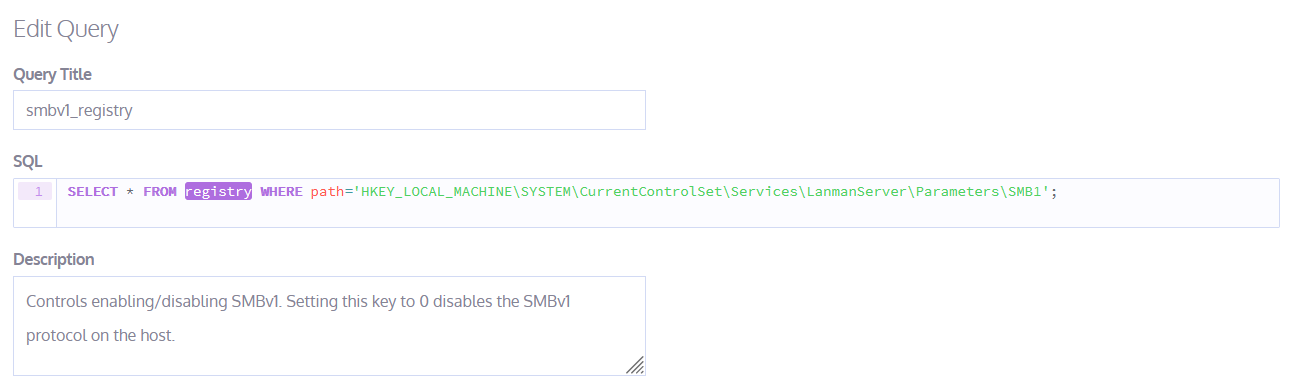 Edit Query
Query Title
smbv1_registry
SQL
1 SELECT * FROM registry WHERE path='HKEY_LOCAL_MACHINE\SYSTEM\CurrentControlSet\Services\LanmanServer\Parameters\SMB1';
Description
Controls enabling/disabling SMBv1. Setting this key to 0 disables the SMBv1
protocol on the host.